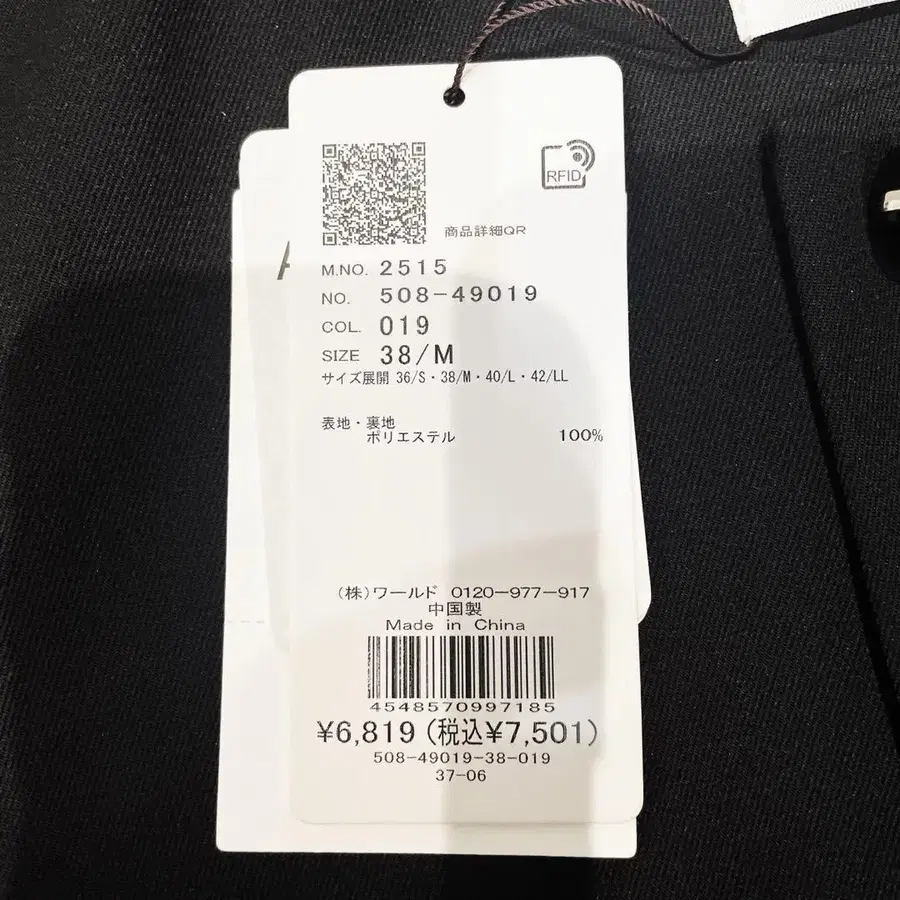 RFID
商品詳細QR
M.NO. 2515
NO. 508-49019
COL. 019
SIZE 38/M
サイズ展開 36/S・38/M・40/L・42/LL
表地・裏地
ポリエステル 100%
(株)ワールド 0120-977-917
中国製
Made in China
4548570997185
¥6,819(税込¥7,501)
508-49019-38-019
37-06